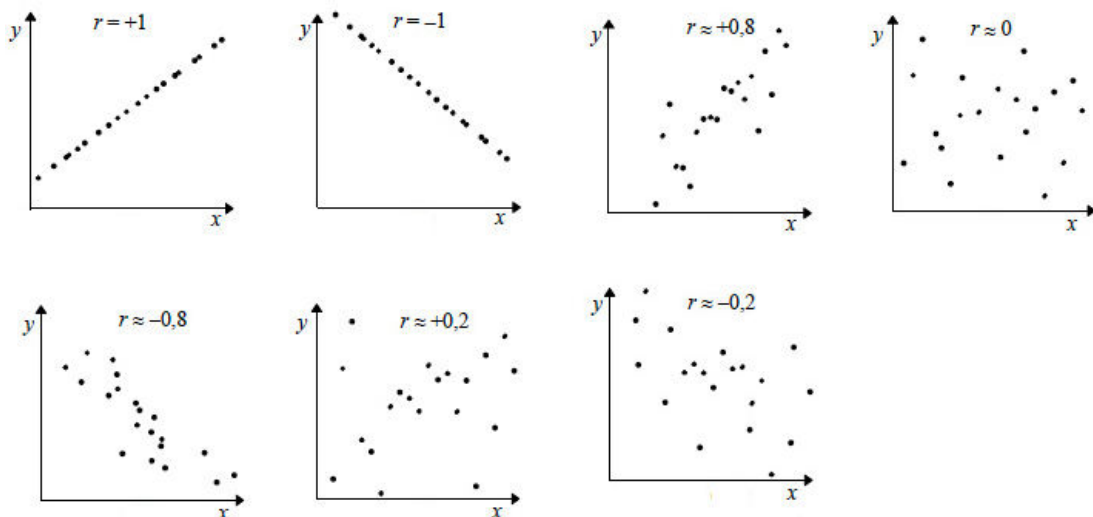 y
r = +1
x
y
r = –1
x
y
r ≈ +0,8
x
y
r ≈ 0
x
y
r ≈ –0,8
x
y
r ≈ +0,2
x
y
r ≈ –0,2
x